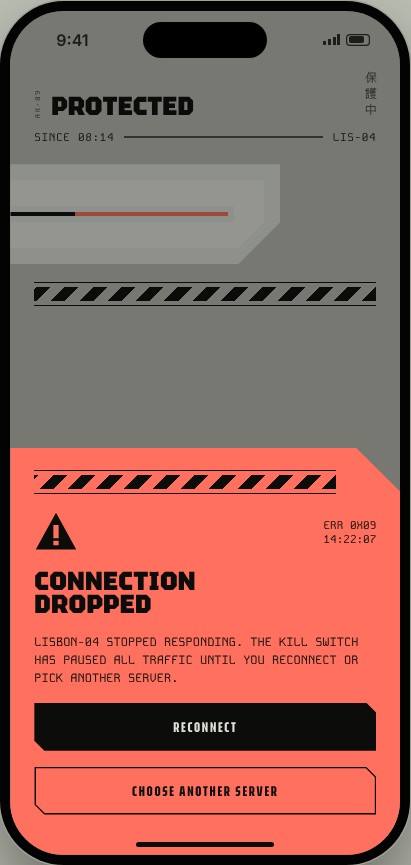 9:41
PROTECTED
保護中
SINCE 08:14
LIS-04
ERR 0X09
14:22:07
CONNECTION
DROPPED
LISBON-04 STOPPED RESPONDING. THE KILL SWITCH
HAS PAUSED ALL TRAFFIC UNTIL YOU RECONNECT OR
PICK ANOTHER SERVER.
RECONNECT
CHOOSE ANOTHER SERVER